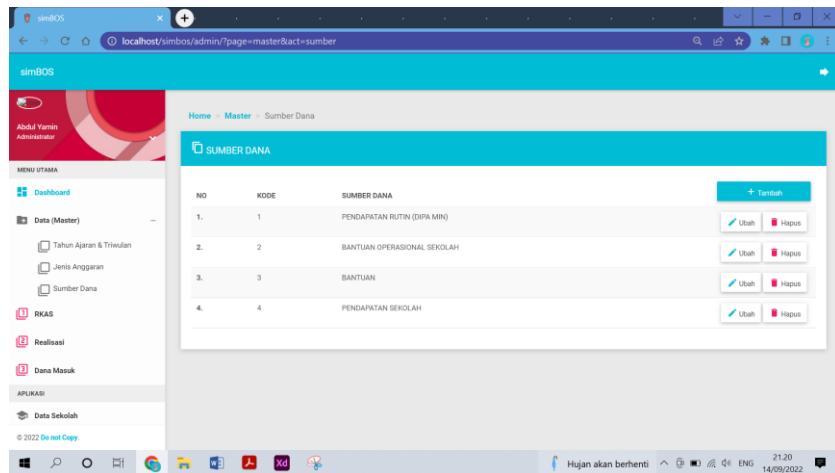 simBOS
localhost/simbos/admin/?page=master&act=sumber
simBOS
Abdul Yamin
Administrator
MENU UTAMA
Dashboard
Data (Master)
Tahun Ajaran & Triwulan
Jenis Anggaran
Sumber Dana
1 RKAS
2 Realisasi
3 Dana Masuk
APLIKASI
Data Sekolah
© 2022 Do not Copy.
Home > Master > Sumber Dana
SUMBER DANA
NO KODE SUMBER DANA + Tambah
1. 1 PENDAPATAN RUTIN (DIPA MIN) Ubah Hapus
2. 2 BANTUAN OPERASIONAL SEKOLAH Ubah Hapus
3. 3 BANTUAN Ubah Hapus
4. 4 PENDAPATAN SEKOLAH Ubah Hapus
Hujan akan berhenti ENG 21.20
14/09/2022